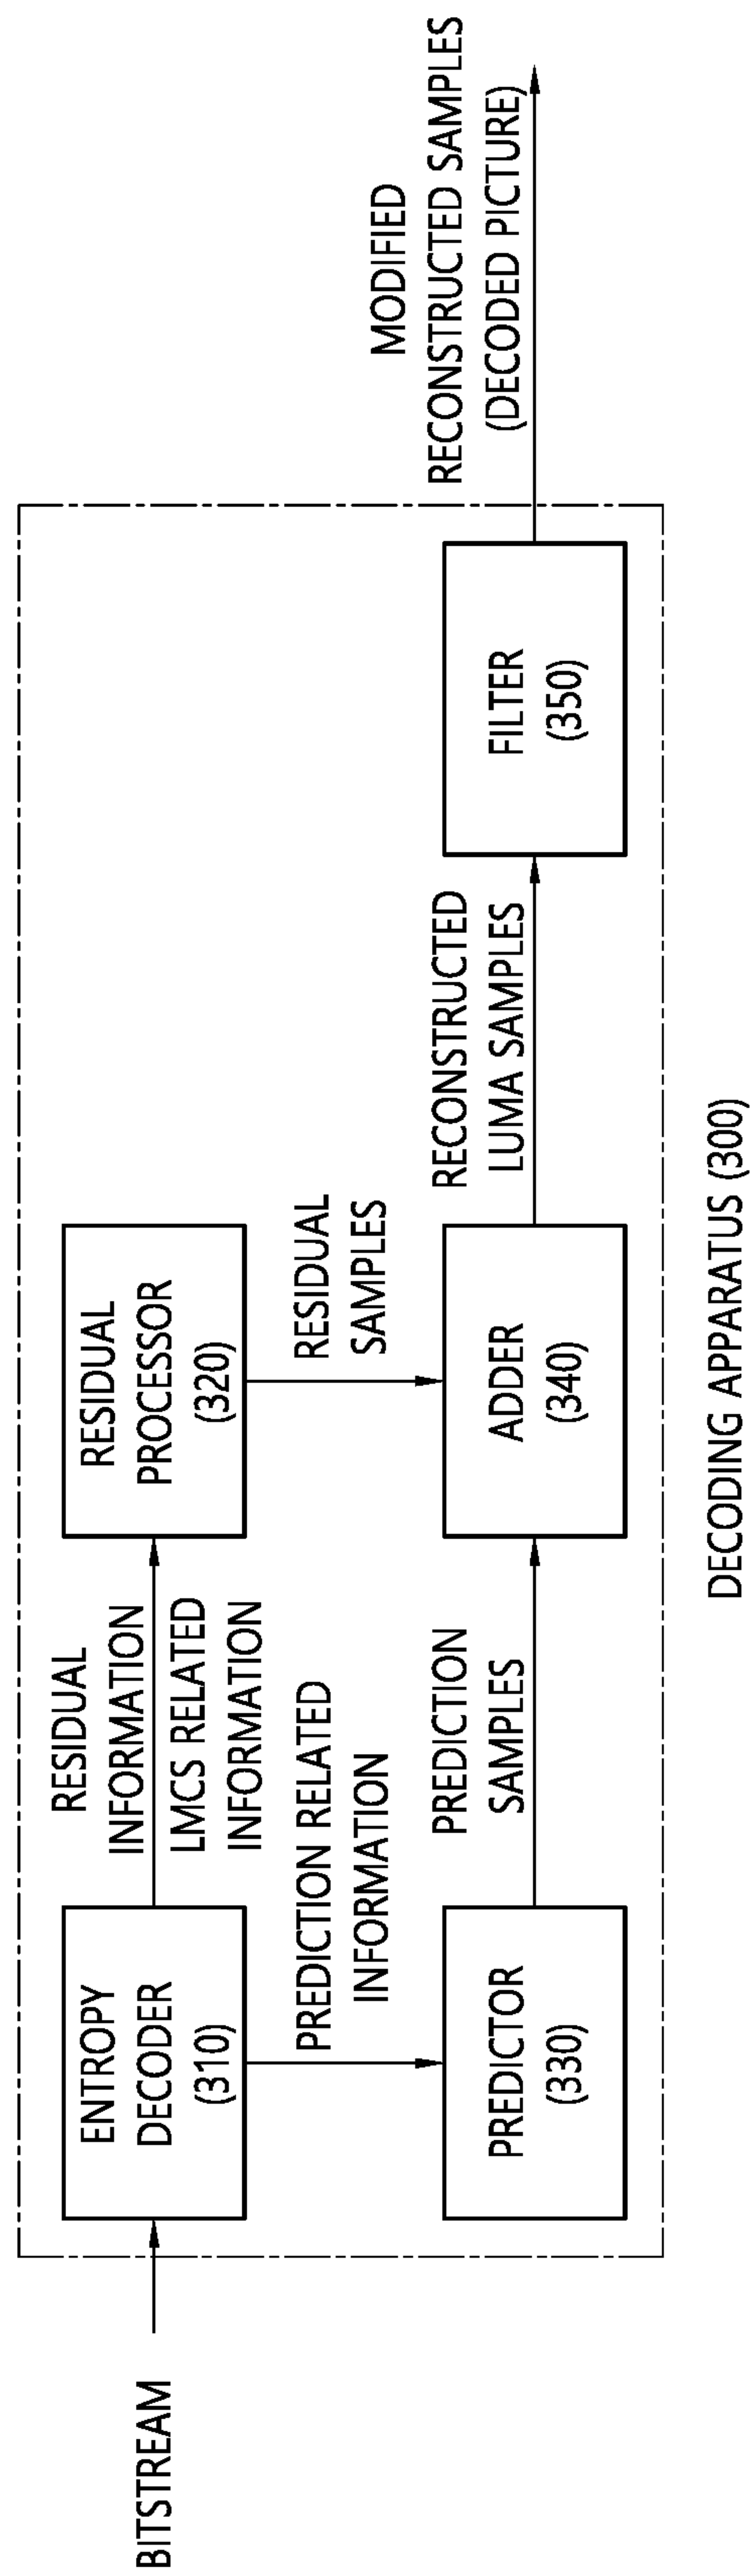 BITSTREAM
ENTROPY
DECODER
(310)
RESIDUAL
INFORMATION
LMCS RELATED
INFORMATION
RESIDUAL
PROCESSOR
(320)
PREDICTION RELATED
INFORMATION
RESIDUAL
SAMPLES
PREDICTOR
(330)
PREDICTION
SAMPLES
ADDER
(340)
RECONSTRUCTED
LUMA SAMPLES
FILTER
(350)
MODIFIED
RECONSTRUCTED SAMPLES
(DECODED PICTURE)
DECODING APPARATUS (300)